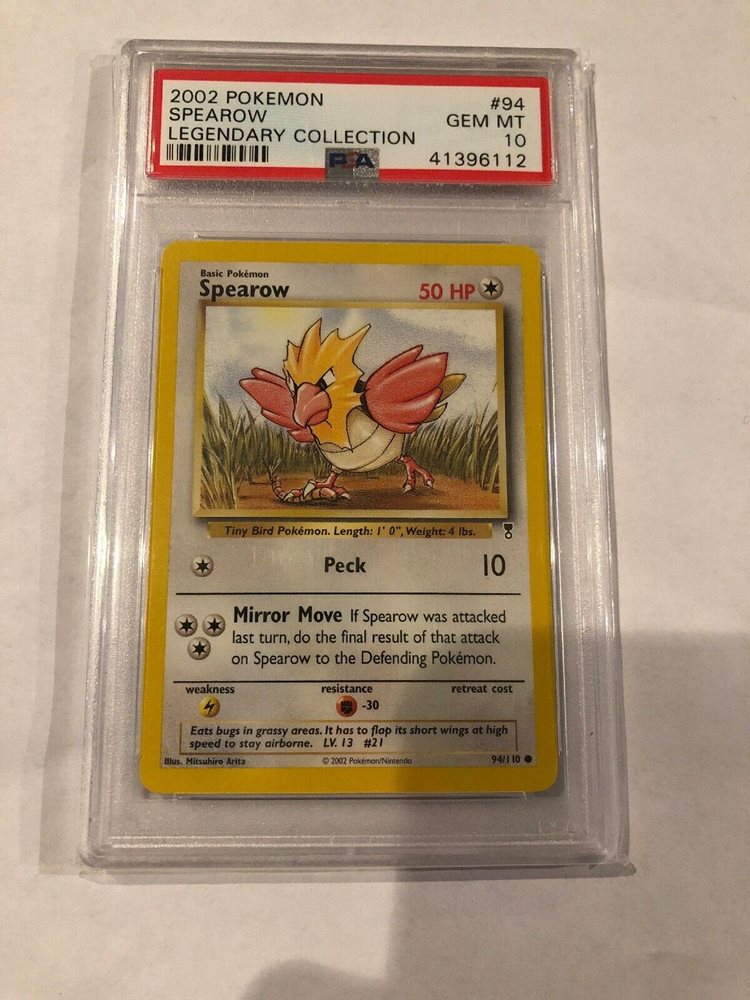 2002 POKEMON #94
SPEAROW GEM MT
LEGENDARY COLLECTION 10
PSA 41396112
Basic Pokémon
Spearow 50 HP
Tiny Bird Pokémon. Length: 1' 0", Weight: 4 lbs.
Peck 10
Mirror Move If Spearow was attacked
last turn, do the final result of that attack
on Spearow to the Defending Pokémon.
weakness resistance retreat cost
-30
Eats bugs in grassy areas. It has to flap its short wings at high
speed to stay airborne. LV. 13 #21
Illus. Mitsuhiro Arita © 2002 Pokémon/Nintendo 94/110